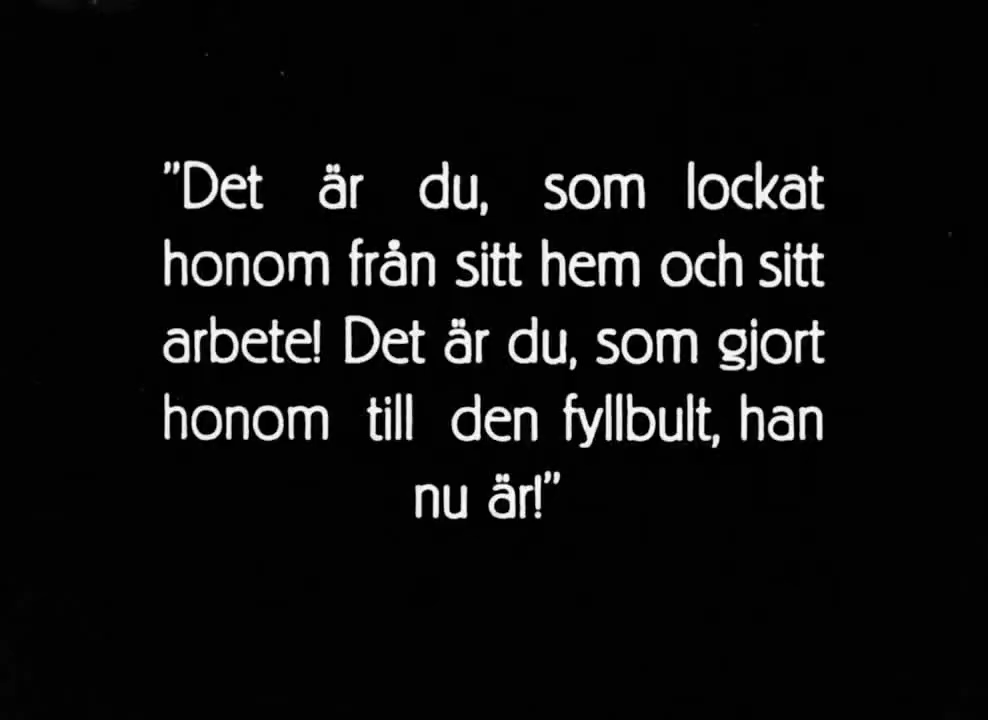 ”Det är du, som lockat
honom från sitt hem och sitt
arbete! Det är du, som gjort
honom till den fyllbult, han
nu är!”